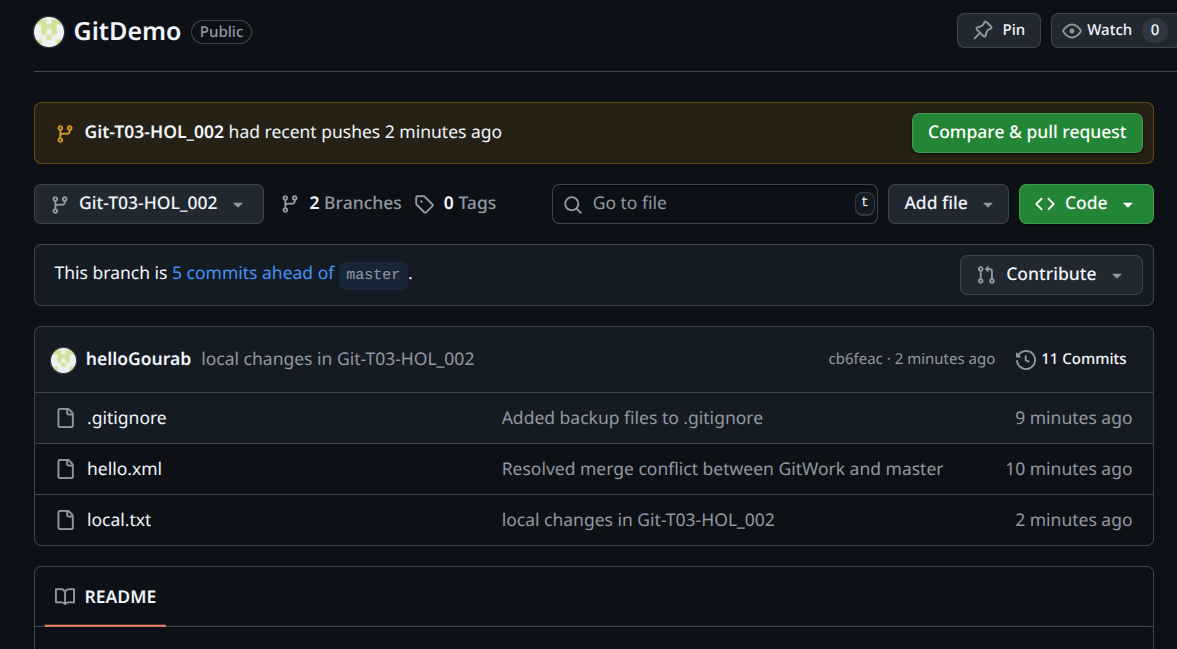 GitDemo Public Pin Watch 0
Git-T03-HOL_002 had recent pushes 2 minutes ago Compare & pull request
Git-T03-HOL_002 2 Branches 0 Tags Go to file t Add file <> Code
This branch is 5 commits ahead of master . Contribute
helloGourab local changes in Git-T03-HOL_002 cb6feac · 2 minutes ago 11 Commits
.gitignore Added backup files to .gitignore 9 minutes ago
hello.xml Resolved merge conflict between GitWork and master 10 minutes ago
local.txt local changes in Git-T03-HOL_002 2 minutes ago
README